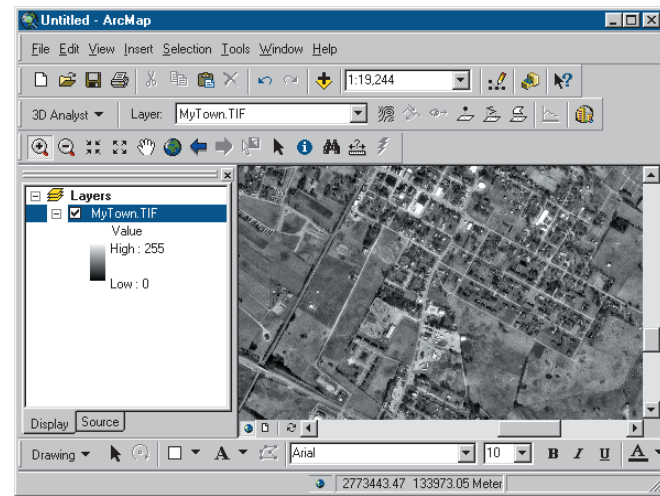 Untitled - ArcMap
File Edit View Insert Selection Tools Window Help
1:19,244
3D Analyst Layer: MyTown.TIF
Layers
MyTown.TIF
Value
High : 255
Low : 0
Display Source
Drawing A Arial 10 B I U A
2773443.47 133973.05 Meter